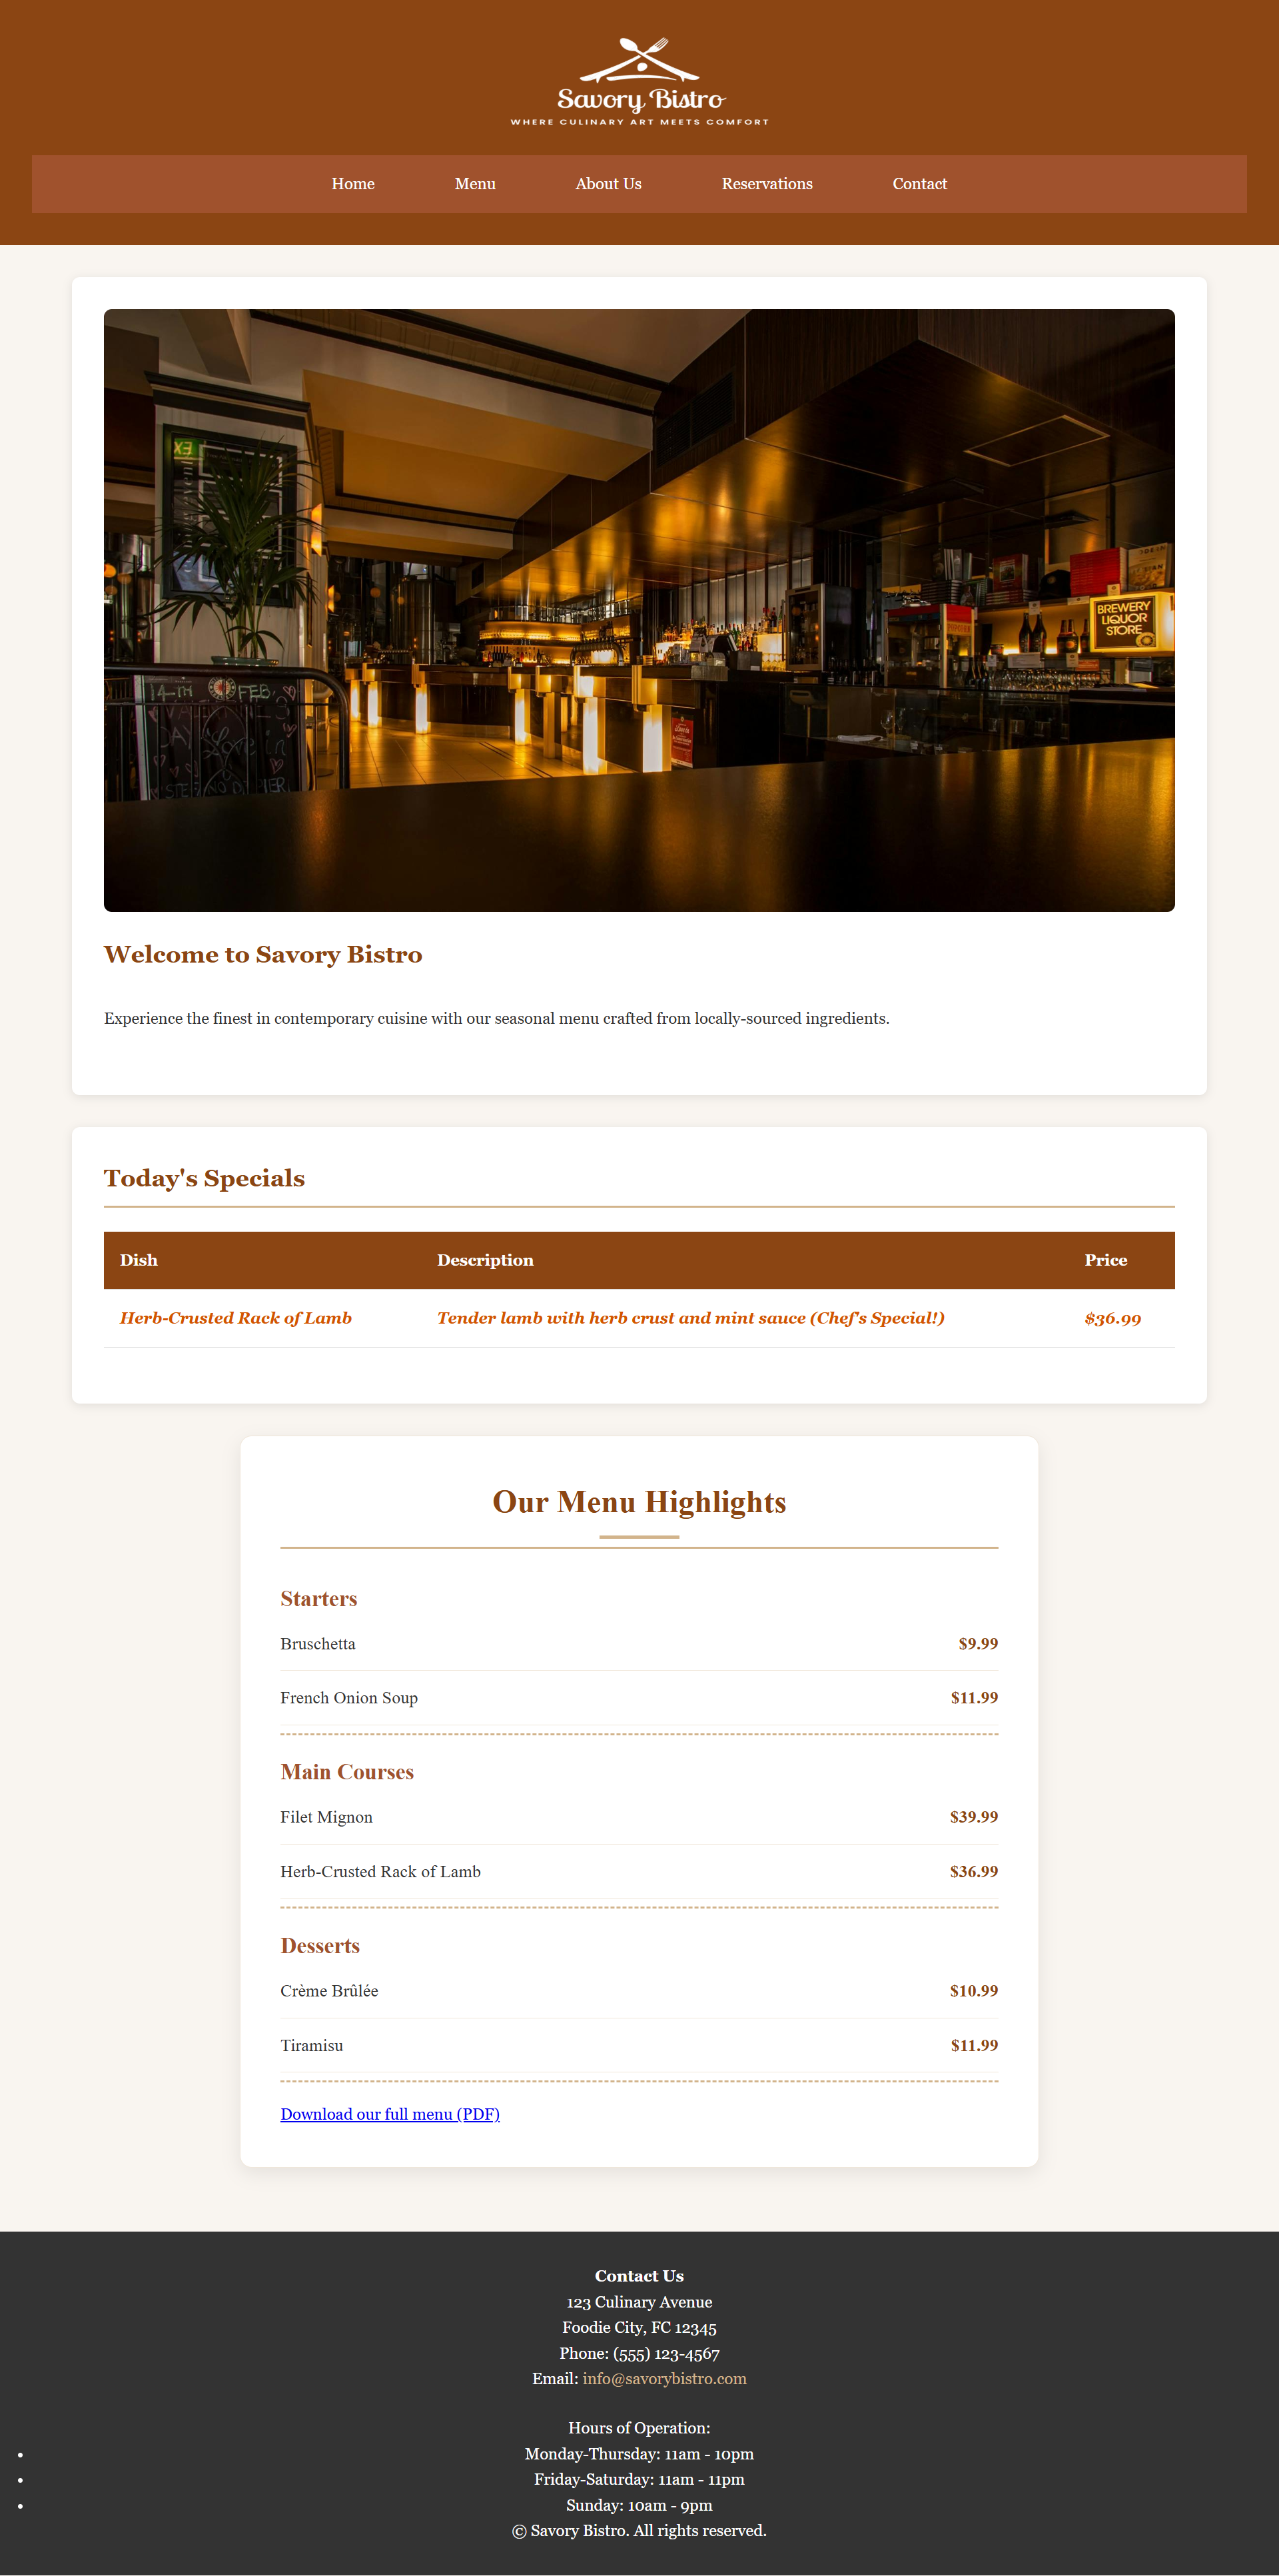 Savory Bistro
WHERE CULINARY ART MEETS COMFORT
Home Menu About Us Reservations Contact
EX
BREWERY
LIQUOR
STORE
14-TH FEB
Welcome to Savory Bistro
Experience the finest in contemporary cuisine with our seasonal menu crafted from locally-sourced ingredients.
Today's Specials
Dish Description Price
Herb-Crusted Rack of Lamb Tender lamb with herb crust and mint sauce (Chef's Special!) $36.99
Our Menu Highlights
Starters
Bruschetta $9.99
French Onion Soup $11.99
Main Courses
Filet Mignon $39.99
Herb-Crusted Rack of Lamb $36.99
Desserts
Crème Brûlée $10.99
Tiramisu $11.99
Download our full menu (PDF)
Contact Us
123 Culinary Avenue
Foodie City, FC 12345
Phone: (555) 123-4567
Email: info@savorybistro.com
Hours of Operation:
• Monday-Thursday: 11am - 10pm
• Friday-Saturday: 11am - 11pm
• Sunday: 10am - 9pm
© Savory Bistro. All rights reserved.